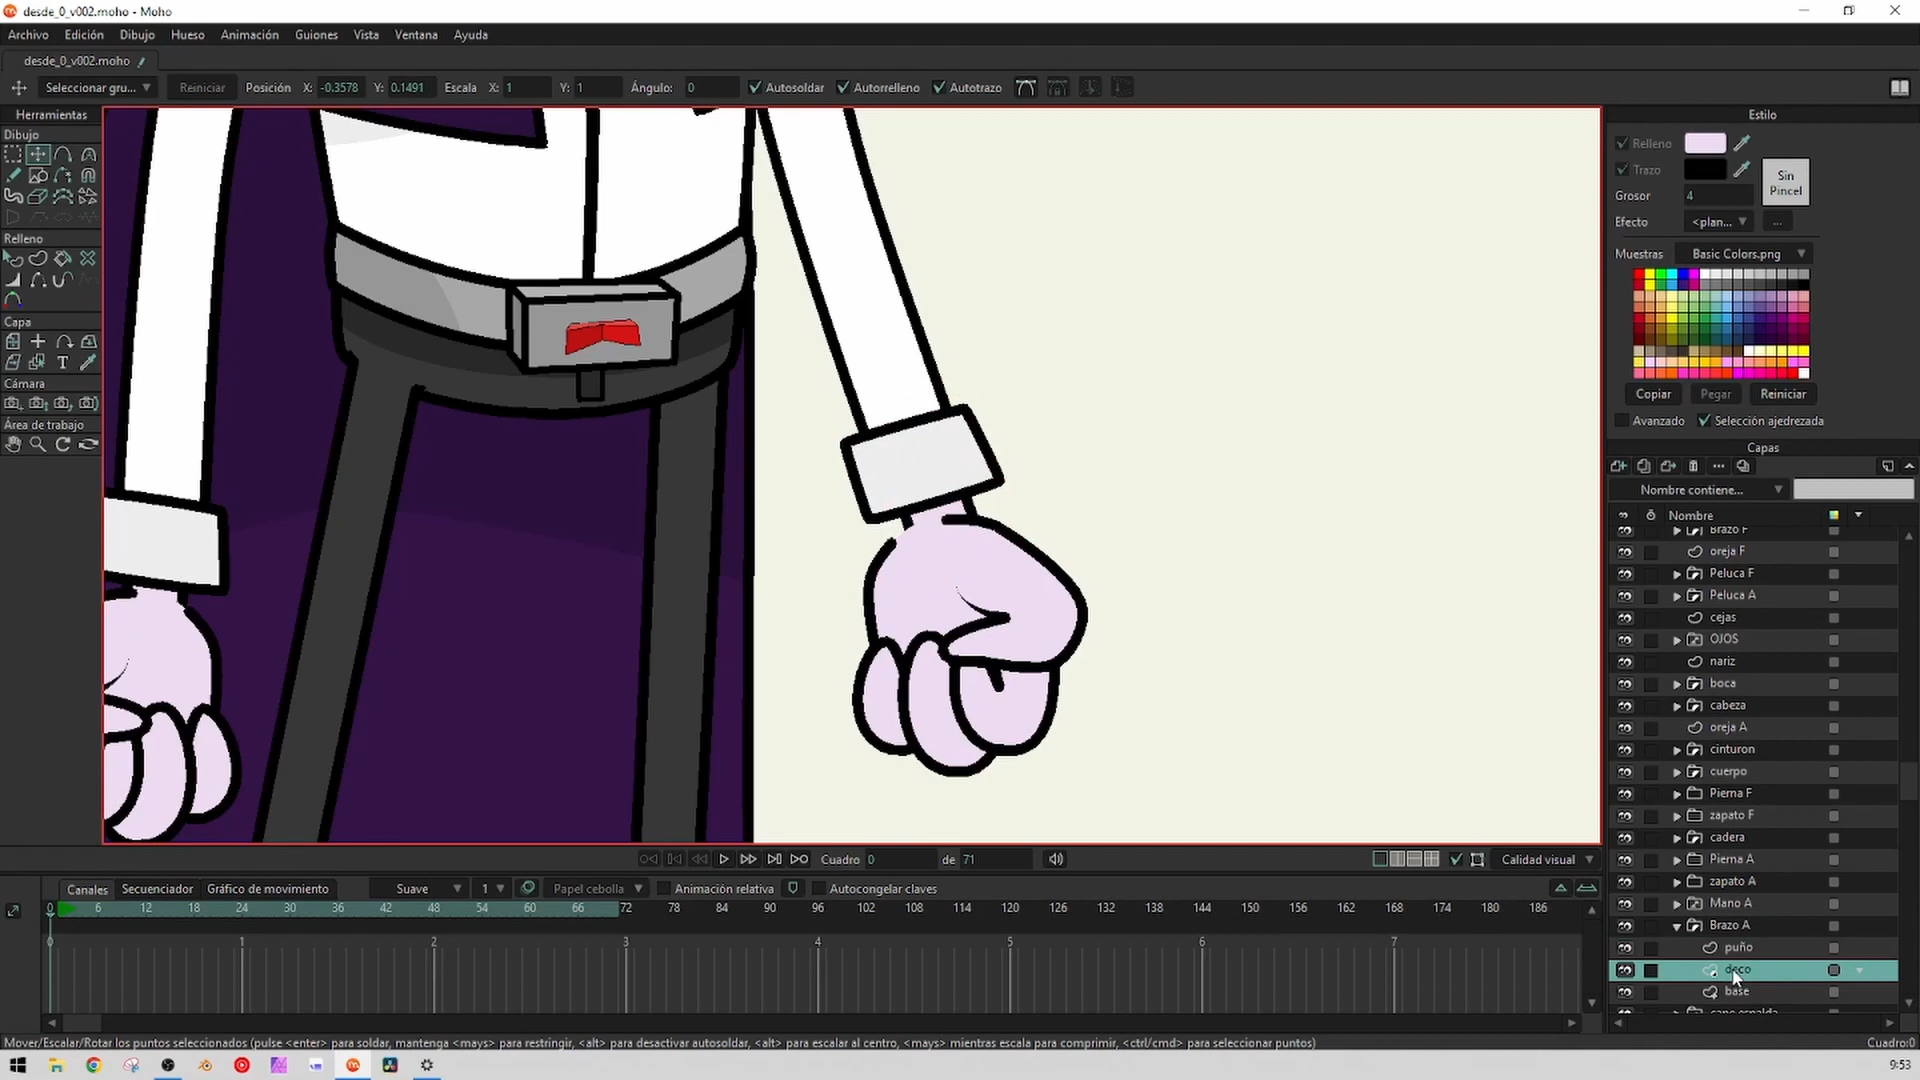 desde_0_v002.moho - Moho
Archivo Edición Dibujo Hueso Animación Guiones Vista Ventana Ayuda
desde_0_v002.moho
Seleccionar gru... Reiniciar Posición X: -0.3578 Y: 0.1491 Escala X: 1 Y: 1 Ángulo: 0 Autosoldar Autorrelleno Autotrazo
Herramientas
Dibujo
Relleno
Capa
Cámara
Área de trabajo
Estilo
Relleno
Trazo
Sin Pincel
Grosor 4
Efecto <plan... ...
Muestras Basic Colors.png
Copiar Pegar Reiniciar
Avanzado Selección ajedrezada
Capas
Nombre contiene...
Nombre
Brazo F
oreja F
Peluca F
Peluca A
cejas
OJOS
nariz
boca
cabeza
oreja A
cinturon
cuerpo
Pierna F
zapato F
cadera
Pierna A
zapato A
Mano A
Brazo A
puño
deco
base
Cuadro 0 de 71 Calidad visual
Canales Secuenciador Gráfico de movimiento Suave 1 Papel cebolla Animación relativa Autocongelar claves
0 6 12 18 24 30 36 42 48 54 60 66 72 78 84 90 96 102 108 114 120 126 132 138 144 150 156 162 168 174 180 186
0 1 2 3 4 5 6 7
Mover/Escalar/Rotar los puntos seleccionados (pulse <enter> para soldar, mantenga <mays> para restringir, <alt> para desactivar autosoldar, <alt> para escalar al centro, <mays> mientras escala para comprimir, <ctrl/cmd> para seleccionar puntos) Cuadro:0
9:53